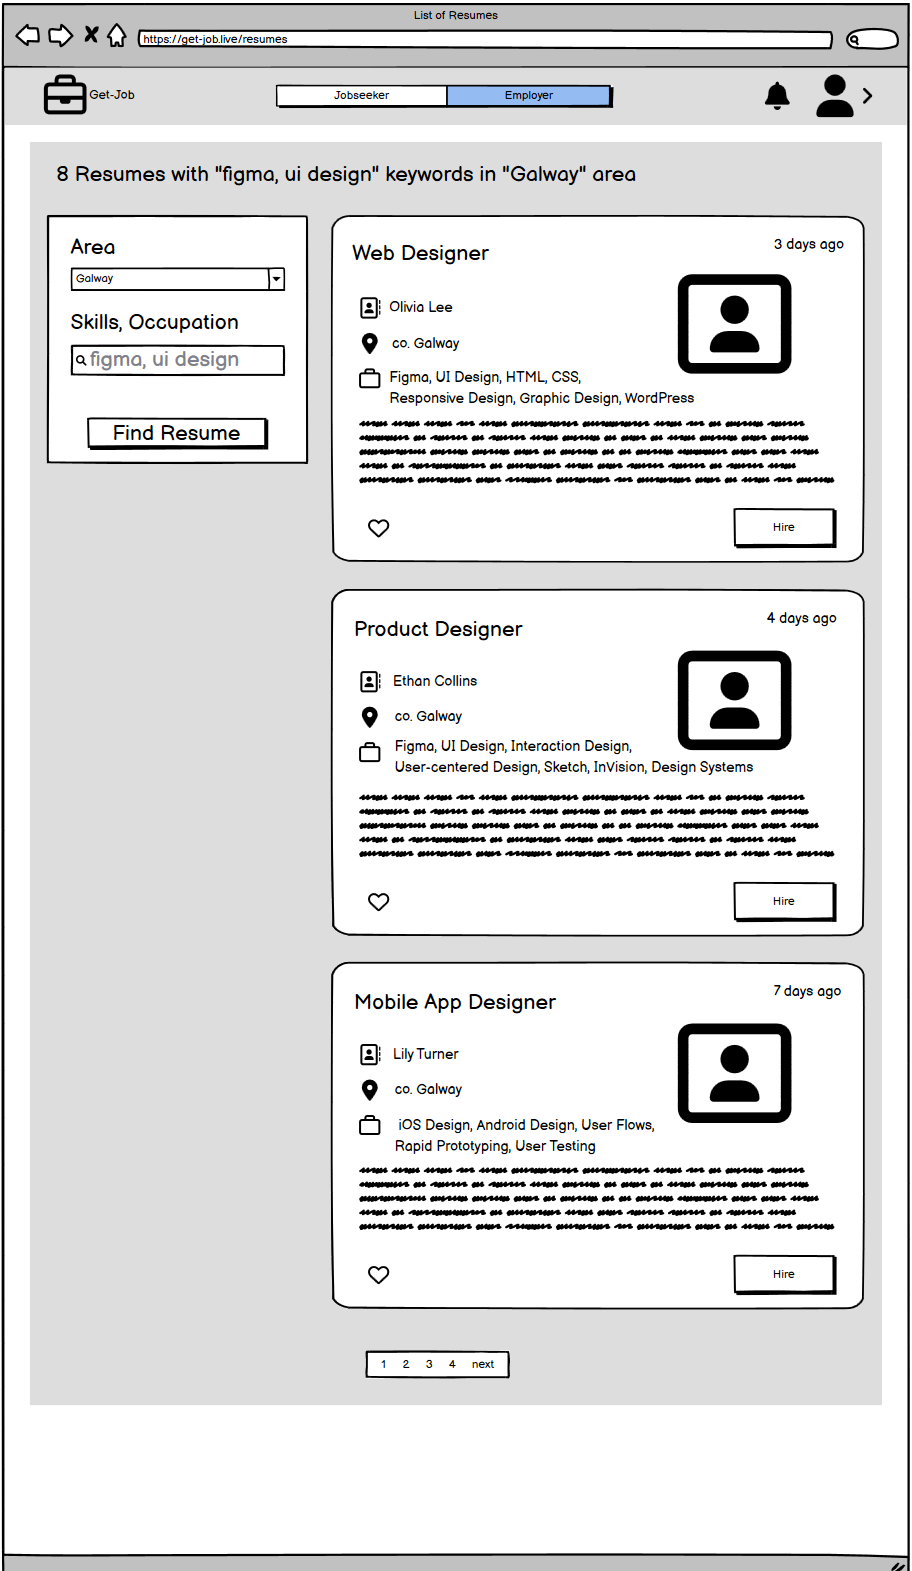 List of Resumes
https://get-job.live/resumes
Get-Job
Jobseeker
Employer
8 Resumes with "figma, ui design" keywords in "Galway" area
Area
Galway
Skills, Occupation
figma, ui design
Find Resume
Web Designer
3 days ago
Olivia Lee
co. Galway
Figma, UI Design, HTML, CSS,
Responsive Design, Graphic Design, WordPress
Hire
Product Designer
4 days ago
Ethan Collins
co. Galway
Figma, UI Design, Interaction Design,
User-centered Design, Sketch, InVision, Design Systems
Hire
Mobile App Designer
7 days ago
Lily Turner
co. Galway
iOS Design, Android Design, User Flows,
Rapid Prototyping, User Testing
Hire
1 2 3 4 next